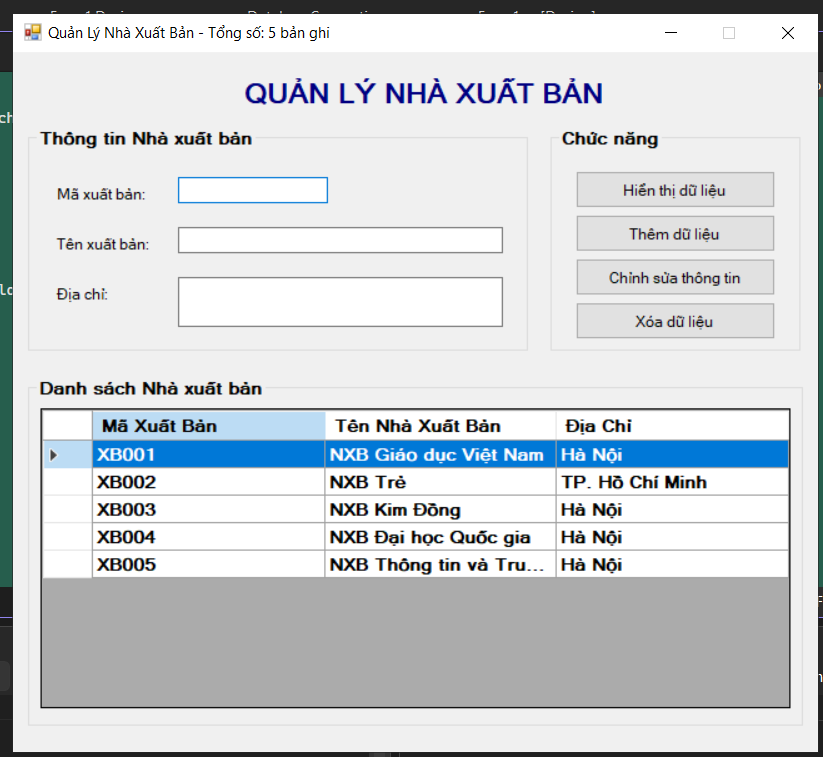 Quản Lý Nhà Xuất Bản - Tổng số: 5 bản ghi
QUẢN LÝ NHÀ XUẤT BẢN
Thông tin Nhà xuất bản
Mã xuất bản:
Tên xuất bản:
Địa chỉ:
Chức năng
Hiển thị dữ liệu
Thêm dữ liệu
Chỉnh sửa thông tin
Xóa dữ liệu
Danh sách Nhà xuất bản
Mã Xuất Bản Tên Nhà Xuất Bản Địa Chỉ
XB001 NXB Giáo dục Việt Nam Hà Nội
XB002 NXB Trẻ TP. Hồ Chí Minh
XB003 NXB Kim Đồng Hà Nội
XB004 NXB Đại học Quốc gia Hà Nội
XB005 NXB Thông tin và Tru... Hà Nội